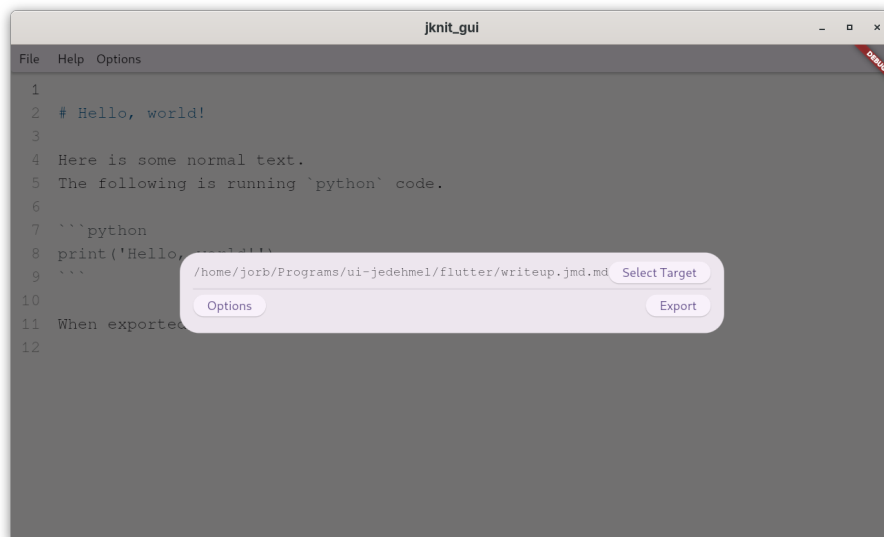 jknit_gui
File Help Options
DEBUG
1
2 # Hello, world!
3
4 Here is some normal text.
5 The following is running `python` code.
6
7 ```python
8 print('Hello, world!')
9 ```
10
11 When exported
12
/home/jorb/Programs/ui-jedehmel/flutter/writeup.jmd.md Select Target
Options Export